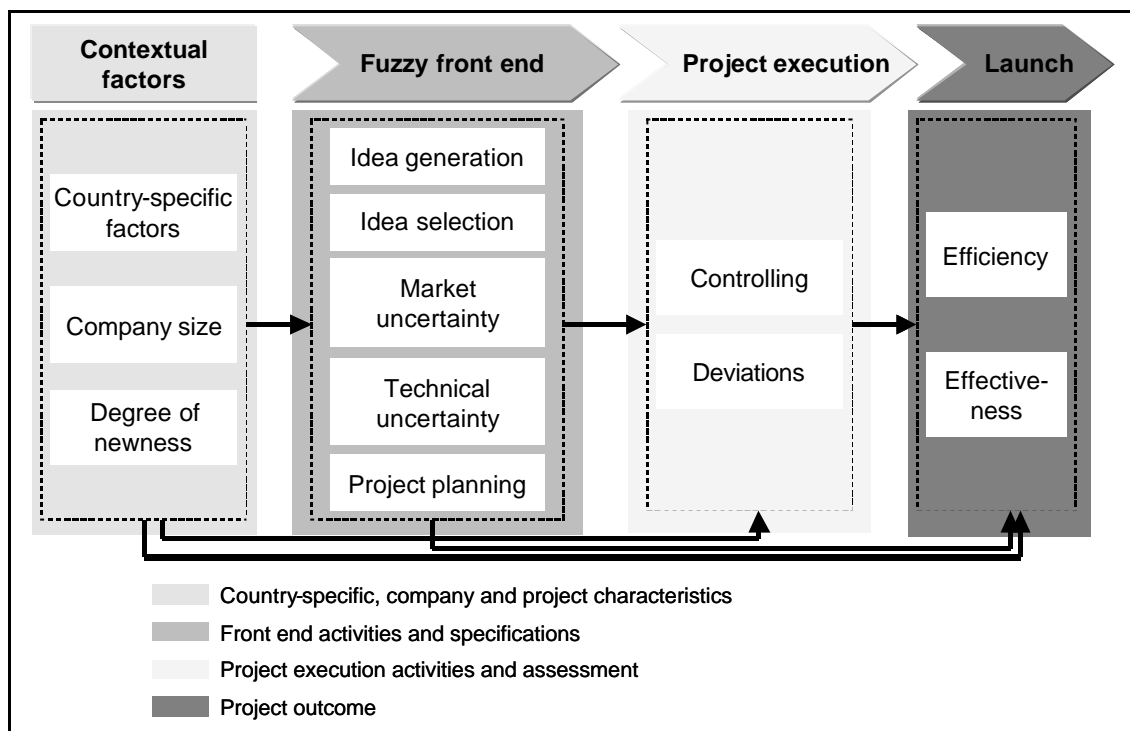 Contextual
factors
Fuzzy front end
Project execution
Launch
Country-specific
factors
Company size
Degree of
newness
Idea generation
Idea selection
Market
uncertainty
Technical
uncertainty
Project planning
Controlling
Deviations
Efficiency
Effective-
ness
Country-specific, company and project characteristics
Front end activities and specifications
Project execution activities and assessment
Project outcome